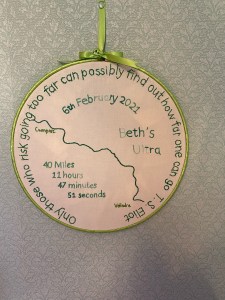 Only those who risk going too far can possibly find out how far one can go T.S. Eliot
6th February 2021
Beth's
Ultra
40 Miles
11 hours
47 minutes
51 seconds